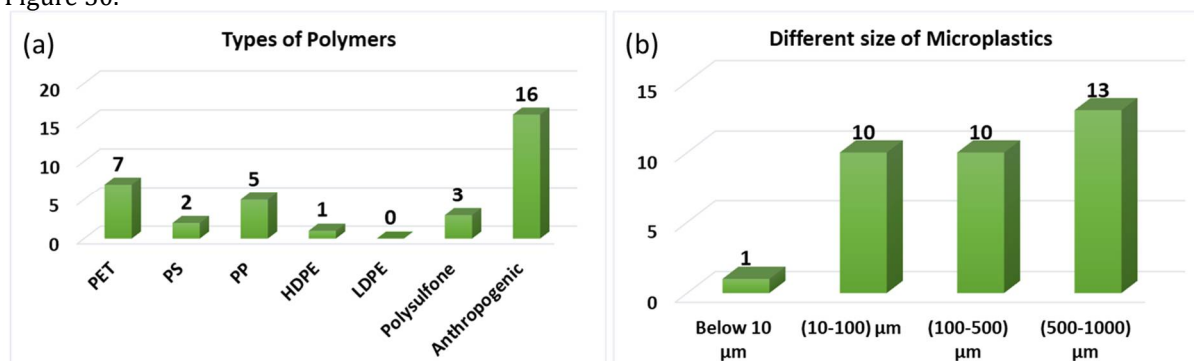 Figure 30.
(a)
Types of Polymers
20
15
10
5
0
7
2
5
1
0
3
16
PET
PS
PP
HDPE
LDPE
Polysulfone
Anthropogenic
(b)
Different size of Microplastics
15
10
5
0
1
10
10
13
Below 10
µm
(10-100) µm
(100-500)
µm
(500-1000)
µm